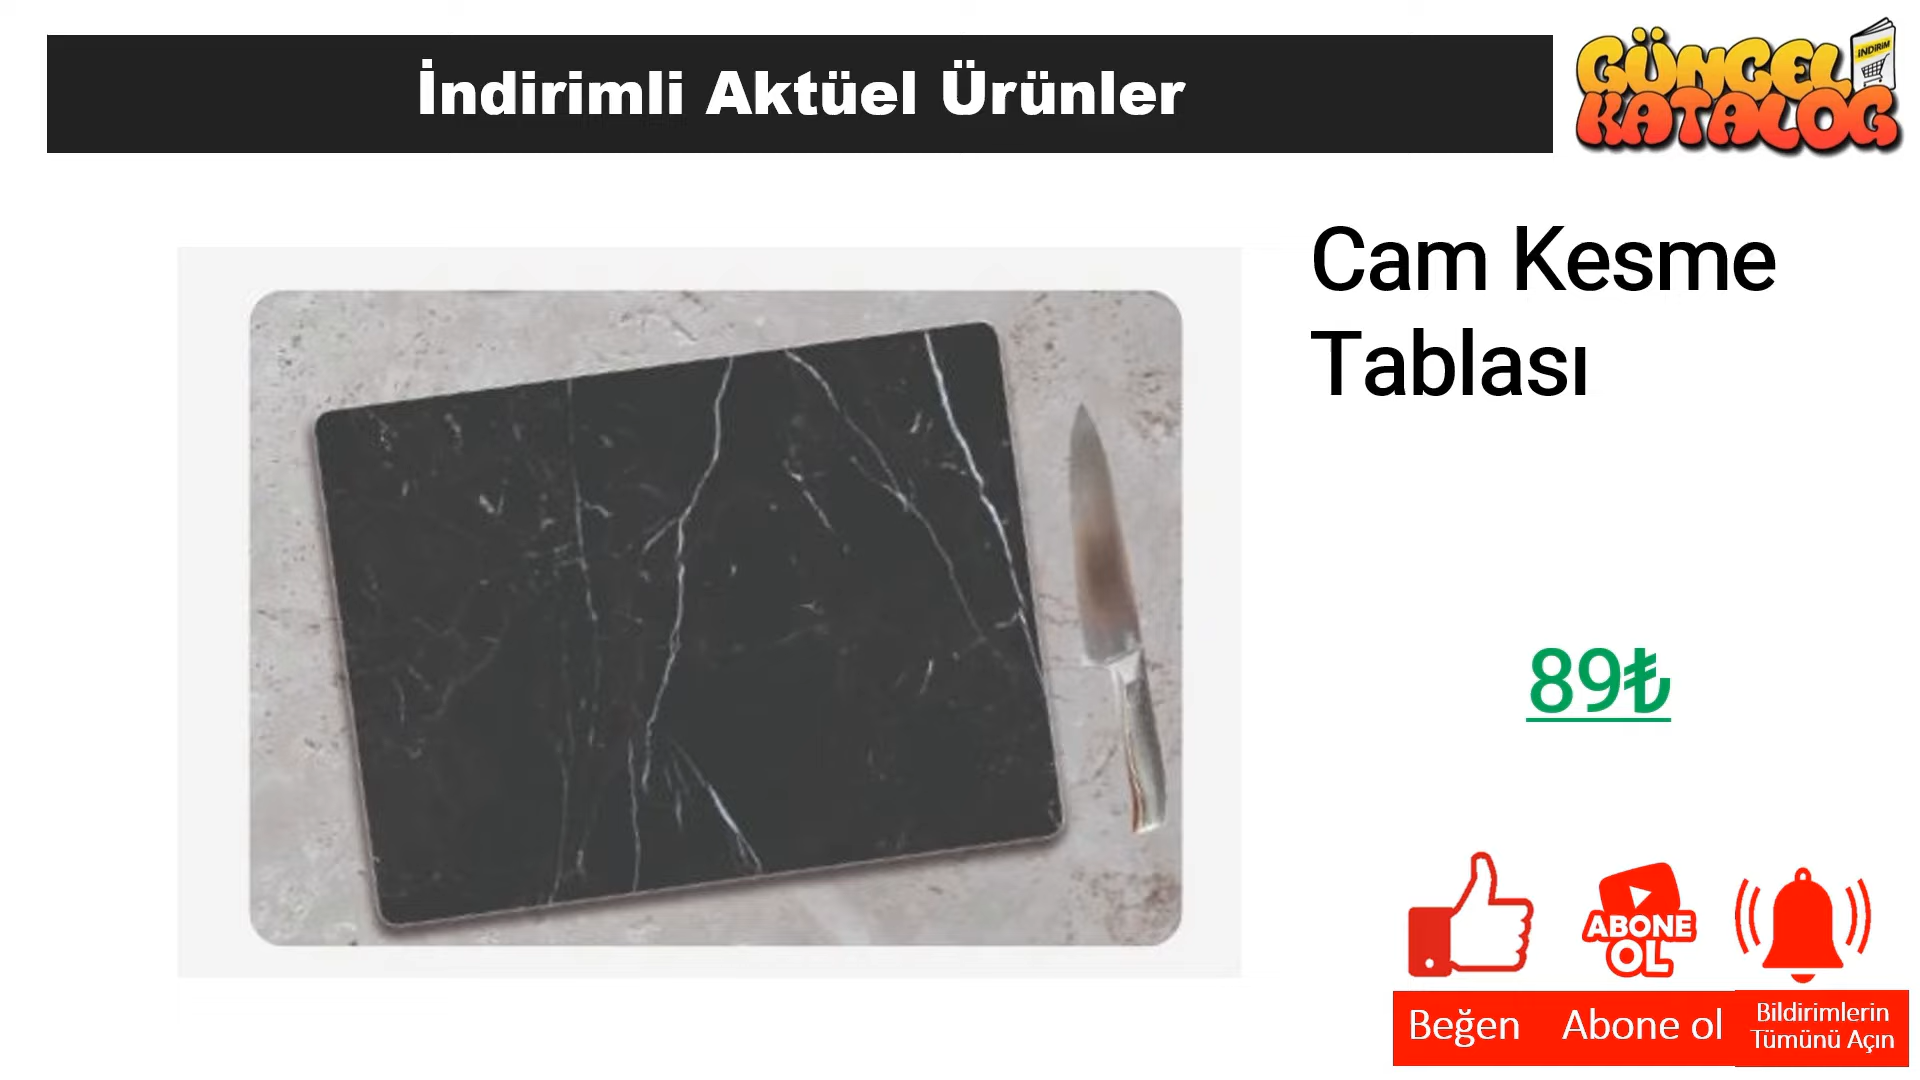 İndirimli Aktüel Ürünler
GÜNCEL
KATALOG
İNDİRİM
Cam Kesme
Tablası
89₺
ABONE
OL
Beğen
Abone ol
Bildirimlerin
Tümünü Açın